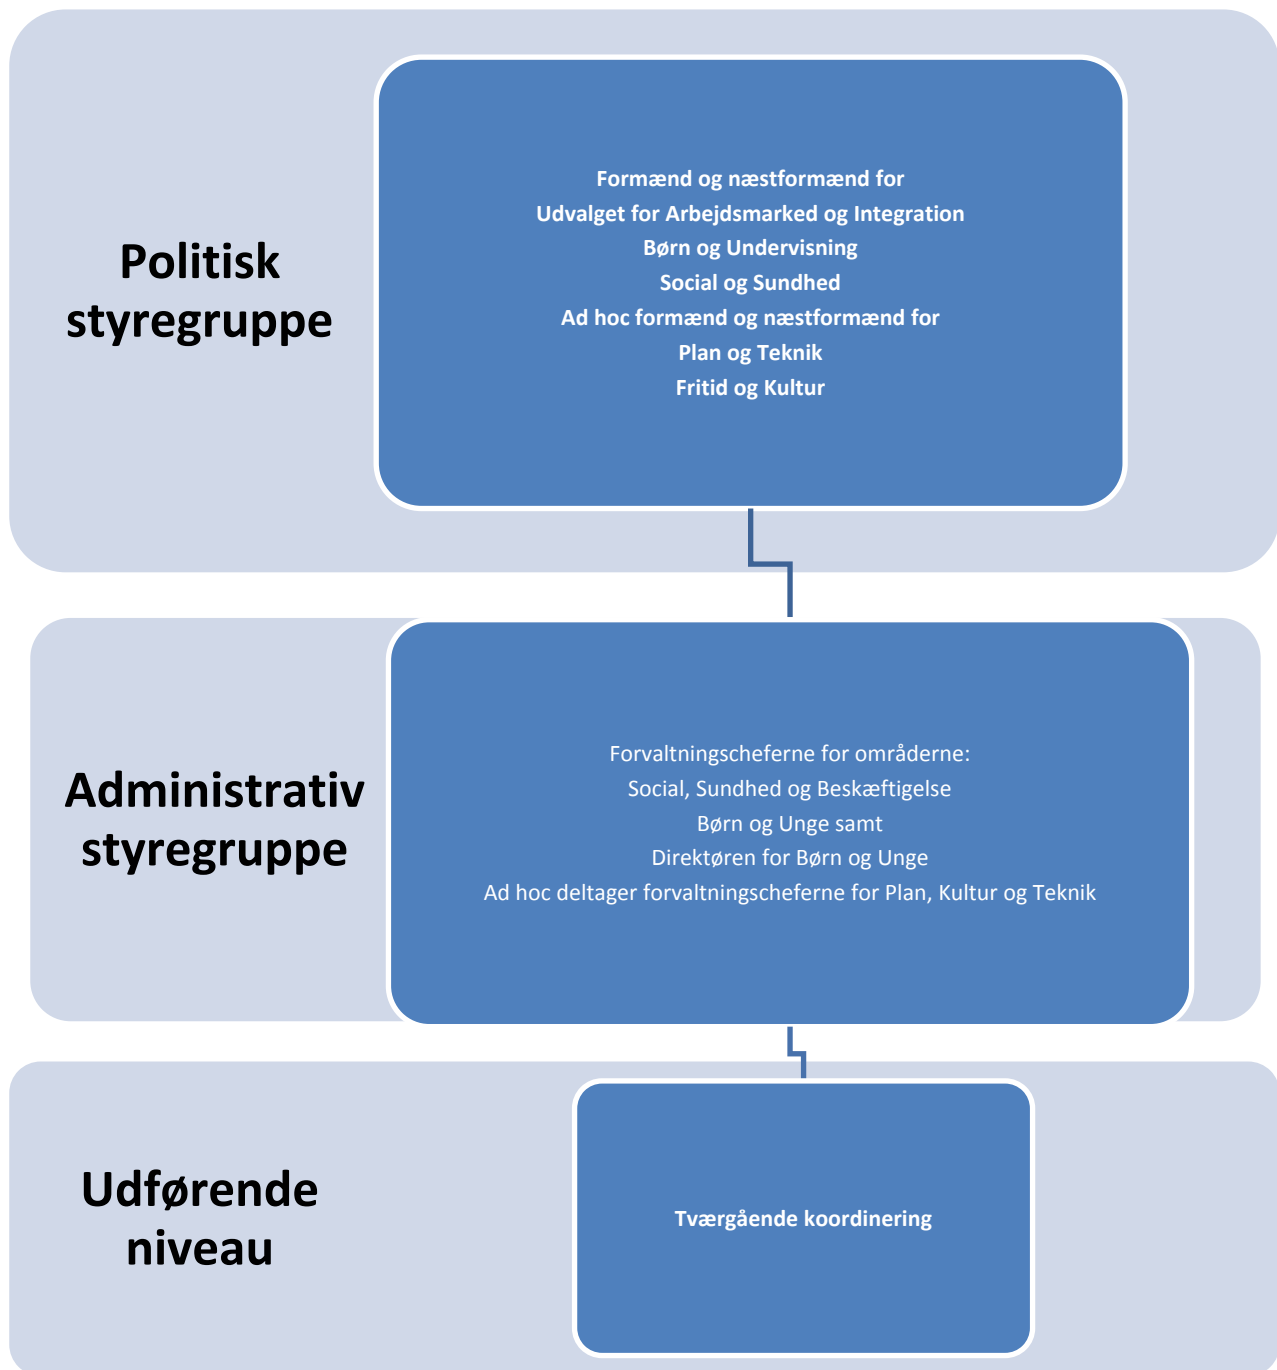 Politisk
styregruppe
Formænd og næstformænd for
Udvalget for Arbejdsmarked og Integration
Børn og Undervisning
Social og Sundhed
Ad hoc formænd og næstformænd for
Plan og Teknik
Fritid og Kultur
Administrativ
styregruppe
Forvaltningscheferne for områderne:
Social, Sundhed og Beskæftigelse
Børn og Unge samt
Direktøren for Børn og Unge
Ad hoc deltager forvaltningscheferne for Plan, Kultur og Teknik
Udførende
niveau
Tværgående koordinering